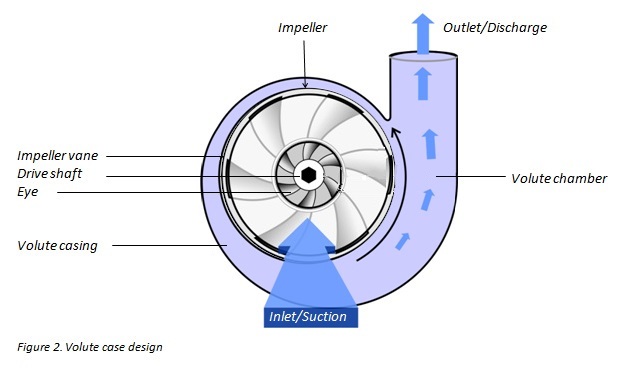 Impeller
Outlet/Discharge
Impeller vane
Drive shaft
Eye
Volute chamber
Volute casing
Inlet/Suction
Figure 2. Volute case design